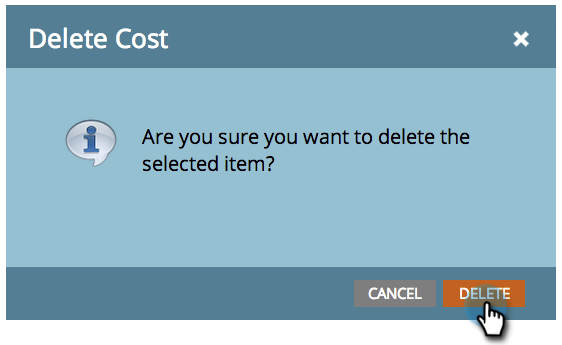 Delete Cost
Are you sure you want to delete the
selected item?
CANCEL
DELETE